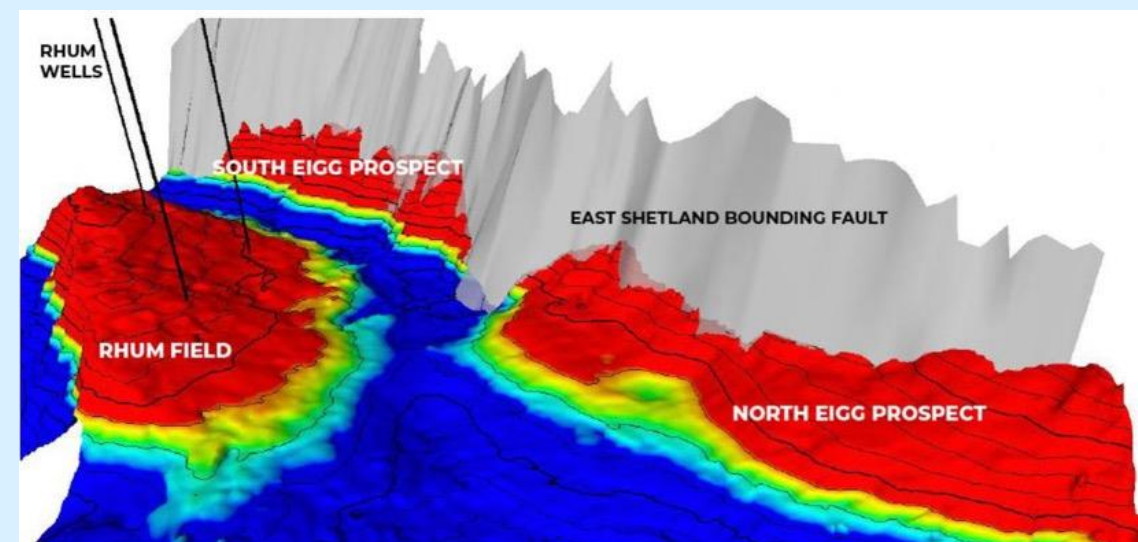 RHUM
WELLS
SOUTH EIGG PROSPECT
EAST SHETLAND BOUNDING FAULT
RHUM FIELD
NORTH EIGG PROSPECT